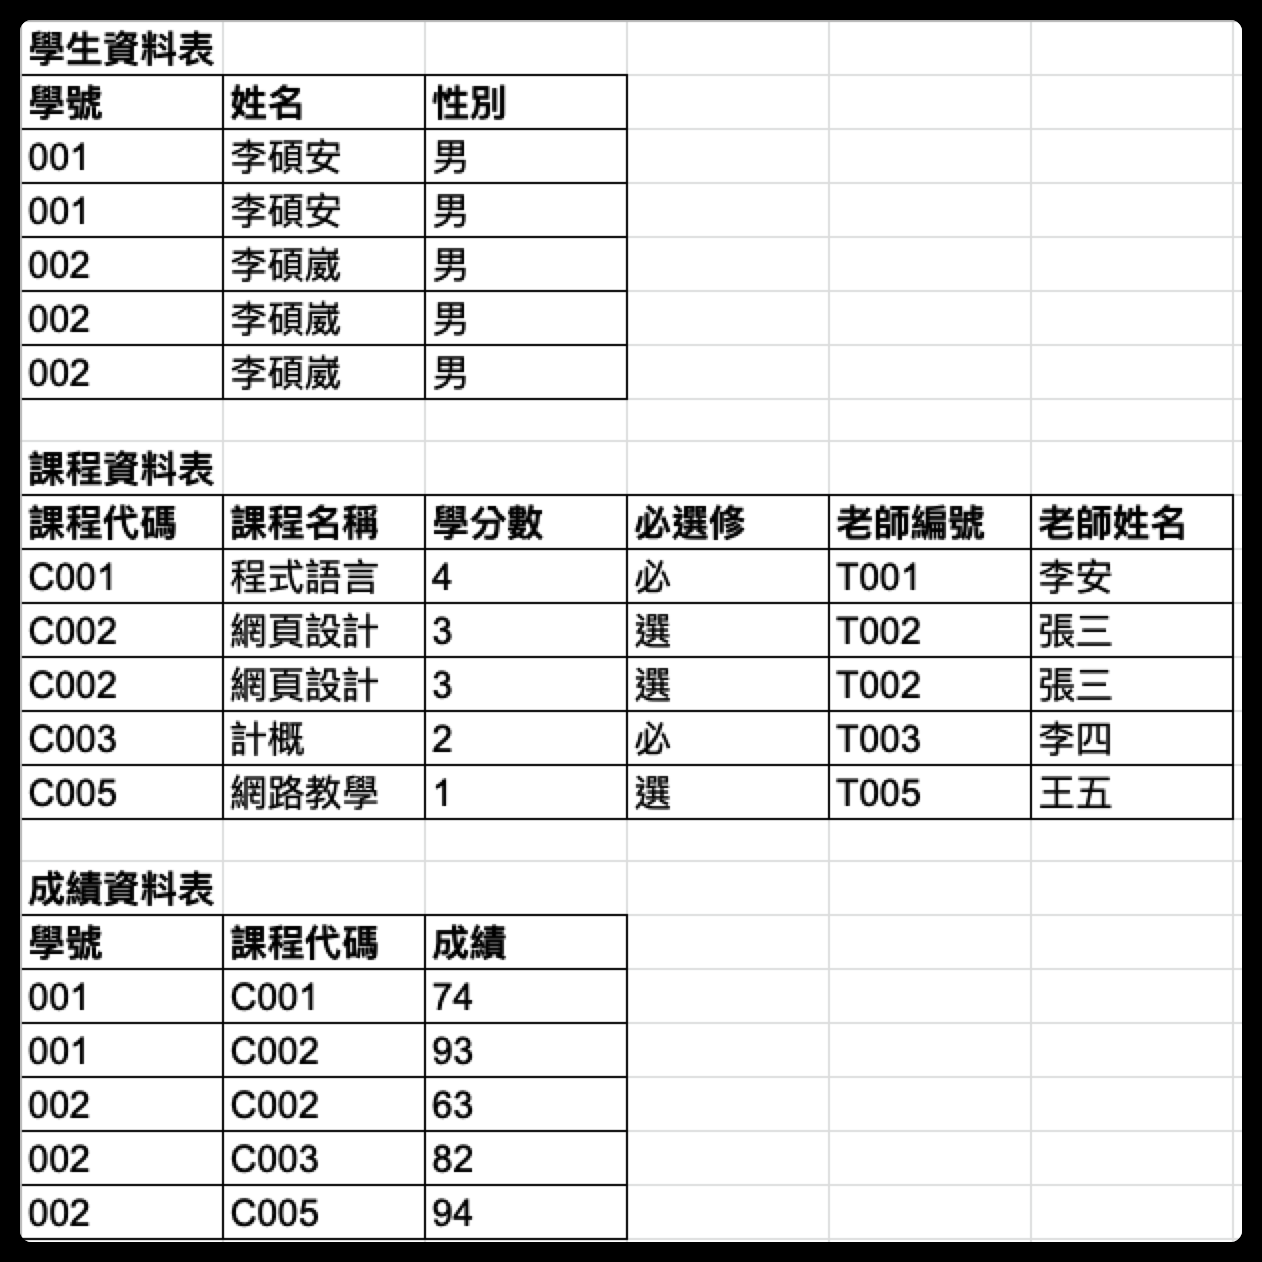 學生資料表
學號 姓名 性別
001 李碩安 男
001 李碩安 男
002 李碩崴 男
002 李碩崴 男
002 李碩崴 男
課程資料表
課程代碼 課程名稱 學分數 必選修 老師編號 老師姓名
C001 程式語言 4 必 T001 李安
C002 網頁設計 3 選 T002 張三
C002 網頁設計 3 選 T002 張三
C003 計概 2 必 T003 李四
C005 網路教學 1 選 T005 王五
成績資料表
學號 課程代碼 成績
001 C001 74
001 C002 93
002 C002 63
002 C003 82
002 C005 94